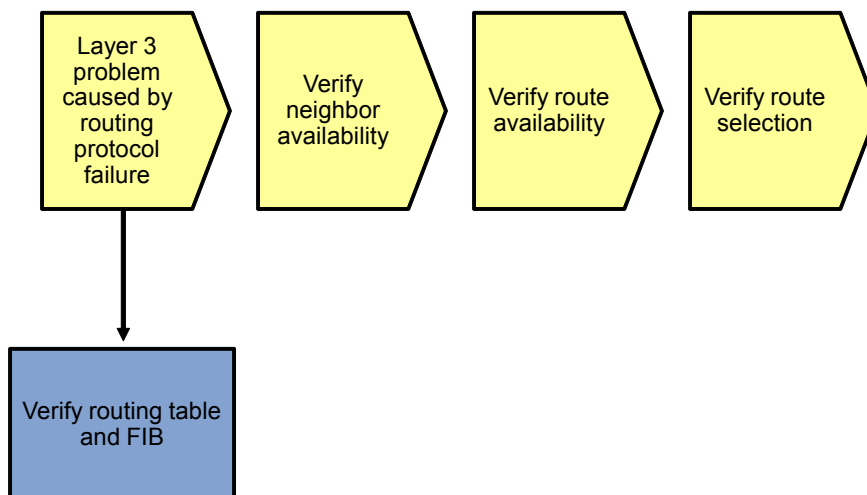 Layer 3
problem
caused by
routing
protocol
failure
Verify
neighbor
availability
Verify route
availability
Verify route
selection
Verify routing table
and FIB